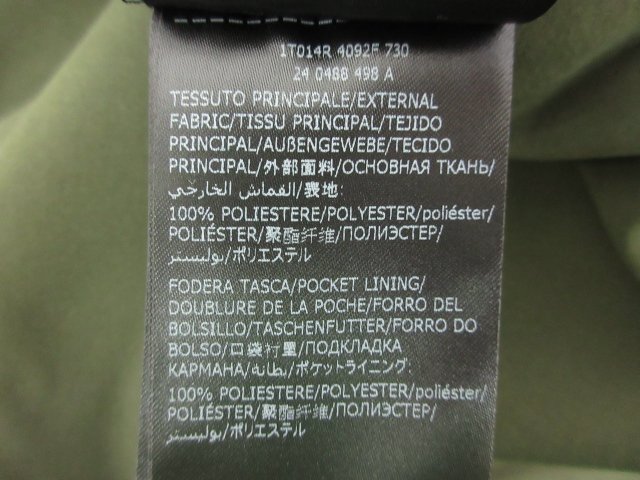 1T014R 4092F 730
24 0488 498 A
TESSUTO PRINCIPALE/EXTERNAL
FABRIC/TISSU PRINCIPAL/TEJIDO
PRINCIPAL/AUßENGEWEBE/TECIDO
PRINCIPAL/外部面料/ОСНОВНАЯ ТКАНЬ/
القماش الخارجي/表地:
100% POLIESTERE/POLYESTER/poliéster/
POLIÉSTER/聚酯纤维/ПОЛИЭСТЕР/
بوليستر/ポリエステル
FODERA TASCA/POCKET LINING/
DOUBLURE DE LA POCHE/FORRO DEL
BOLSILLO/TASCHENFUTTER/FORRO DO
BOLSO/口袋衬里/ПОДКЛАДКА
КАРМАНА/بطانة/ポケットライニング:
100% POLIESTERE/POLYESTER/poliéster/
POLIÉSTER/聚酯纤维/ПОЛИЭСТЕР/
بوليستر/ポリエステル